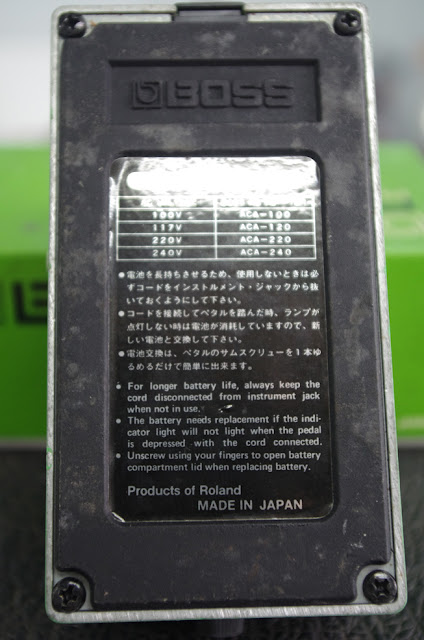 BOSS
100V ACA-100
117V ACA-120
220V ACA-220
240V ACA-240
●電池を長持ちさせるため、使用しないときは必
ずコードをインストルメント・ジャックから抜
いておくようにして下さい。
●コードを接続してペタルを踏んだ時、ランプが
点灯しない時は電池が消耗していますので、新
しい電池と交換して下さい。
●電池交換は、ペタルのサムスクリューを1本ゆ
るめるだけで簡単に出来ます。
● For longer battery life, always keep the
cord disconnected from instrument jack
when not in use.
● The battery needs replacement if the indi-
cator light will not light when the pedal
is depressed with the cord connected.
● Unscrew using your fingers to open battery
compartment lid when replacing battery.
Products of Roland
MADE IN JAPAN